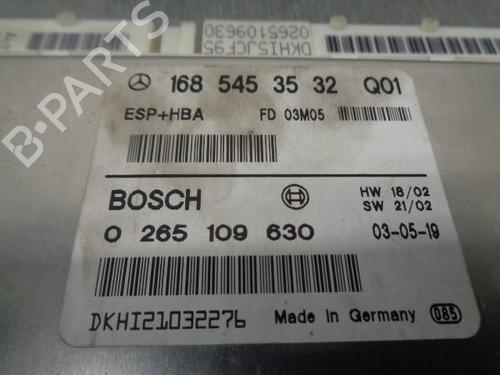 DKHI5JCF95
0265109630
168 545 35 32 Q01
ESP+HBA FD 03M05
BOSCH HW 18/02
SW 21/02
0 265 109 630 03-05-19
DKHI21032276 Made in Germany 085